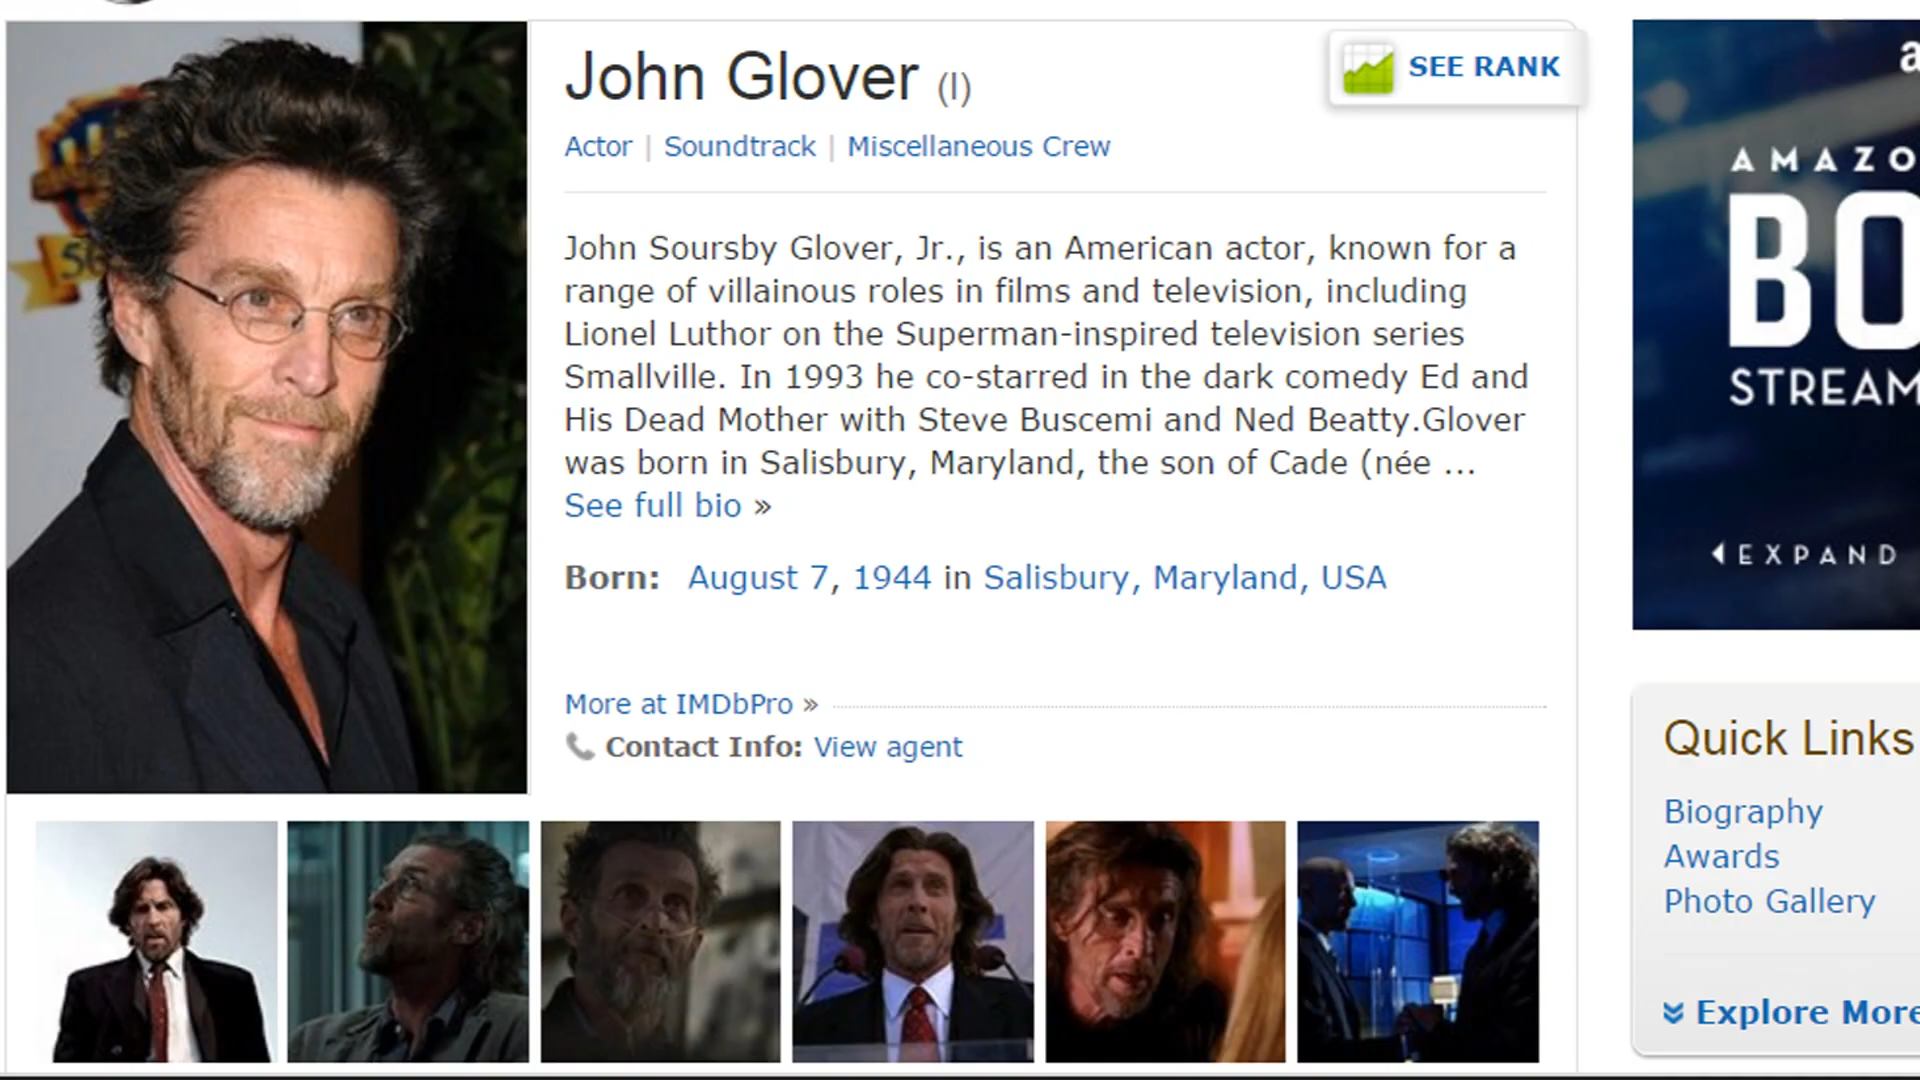 John Glover (I)
SEE RANK
Actor | Soundtrack | Miscellaneous Crew
John Soursby Glover, Jr., is an American actor, known for a
range of villainous roles in films and television, including
Lionel Luthor on the Superman-inspired television series
Smallville. In 1993 he co-starred in the dark comedy Ed and
His Dead Mother with Steve Buscemi and Ned Beatty.Glover
was born in Salisbury, Maryland, the son of Cade (née ...
See full bio »
Born: August 7, 1944 in Salisbury, Maryland, USA
More at IMDbPro »
Contact Info: View agent
a
AMAZO
BO
STREAM
EXPAND
Quick Links
Biography
Awards
Photo Gallery
Explore More